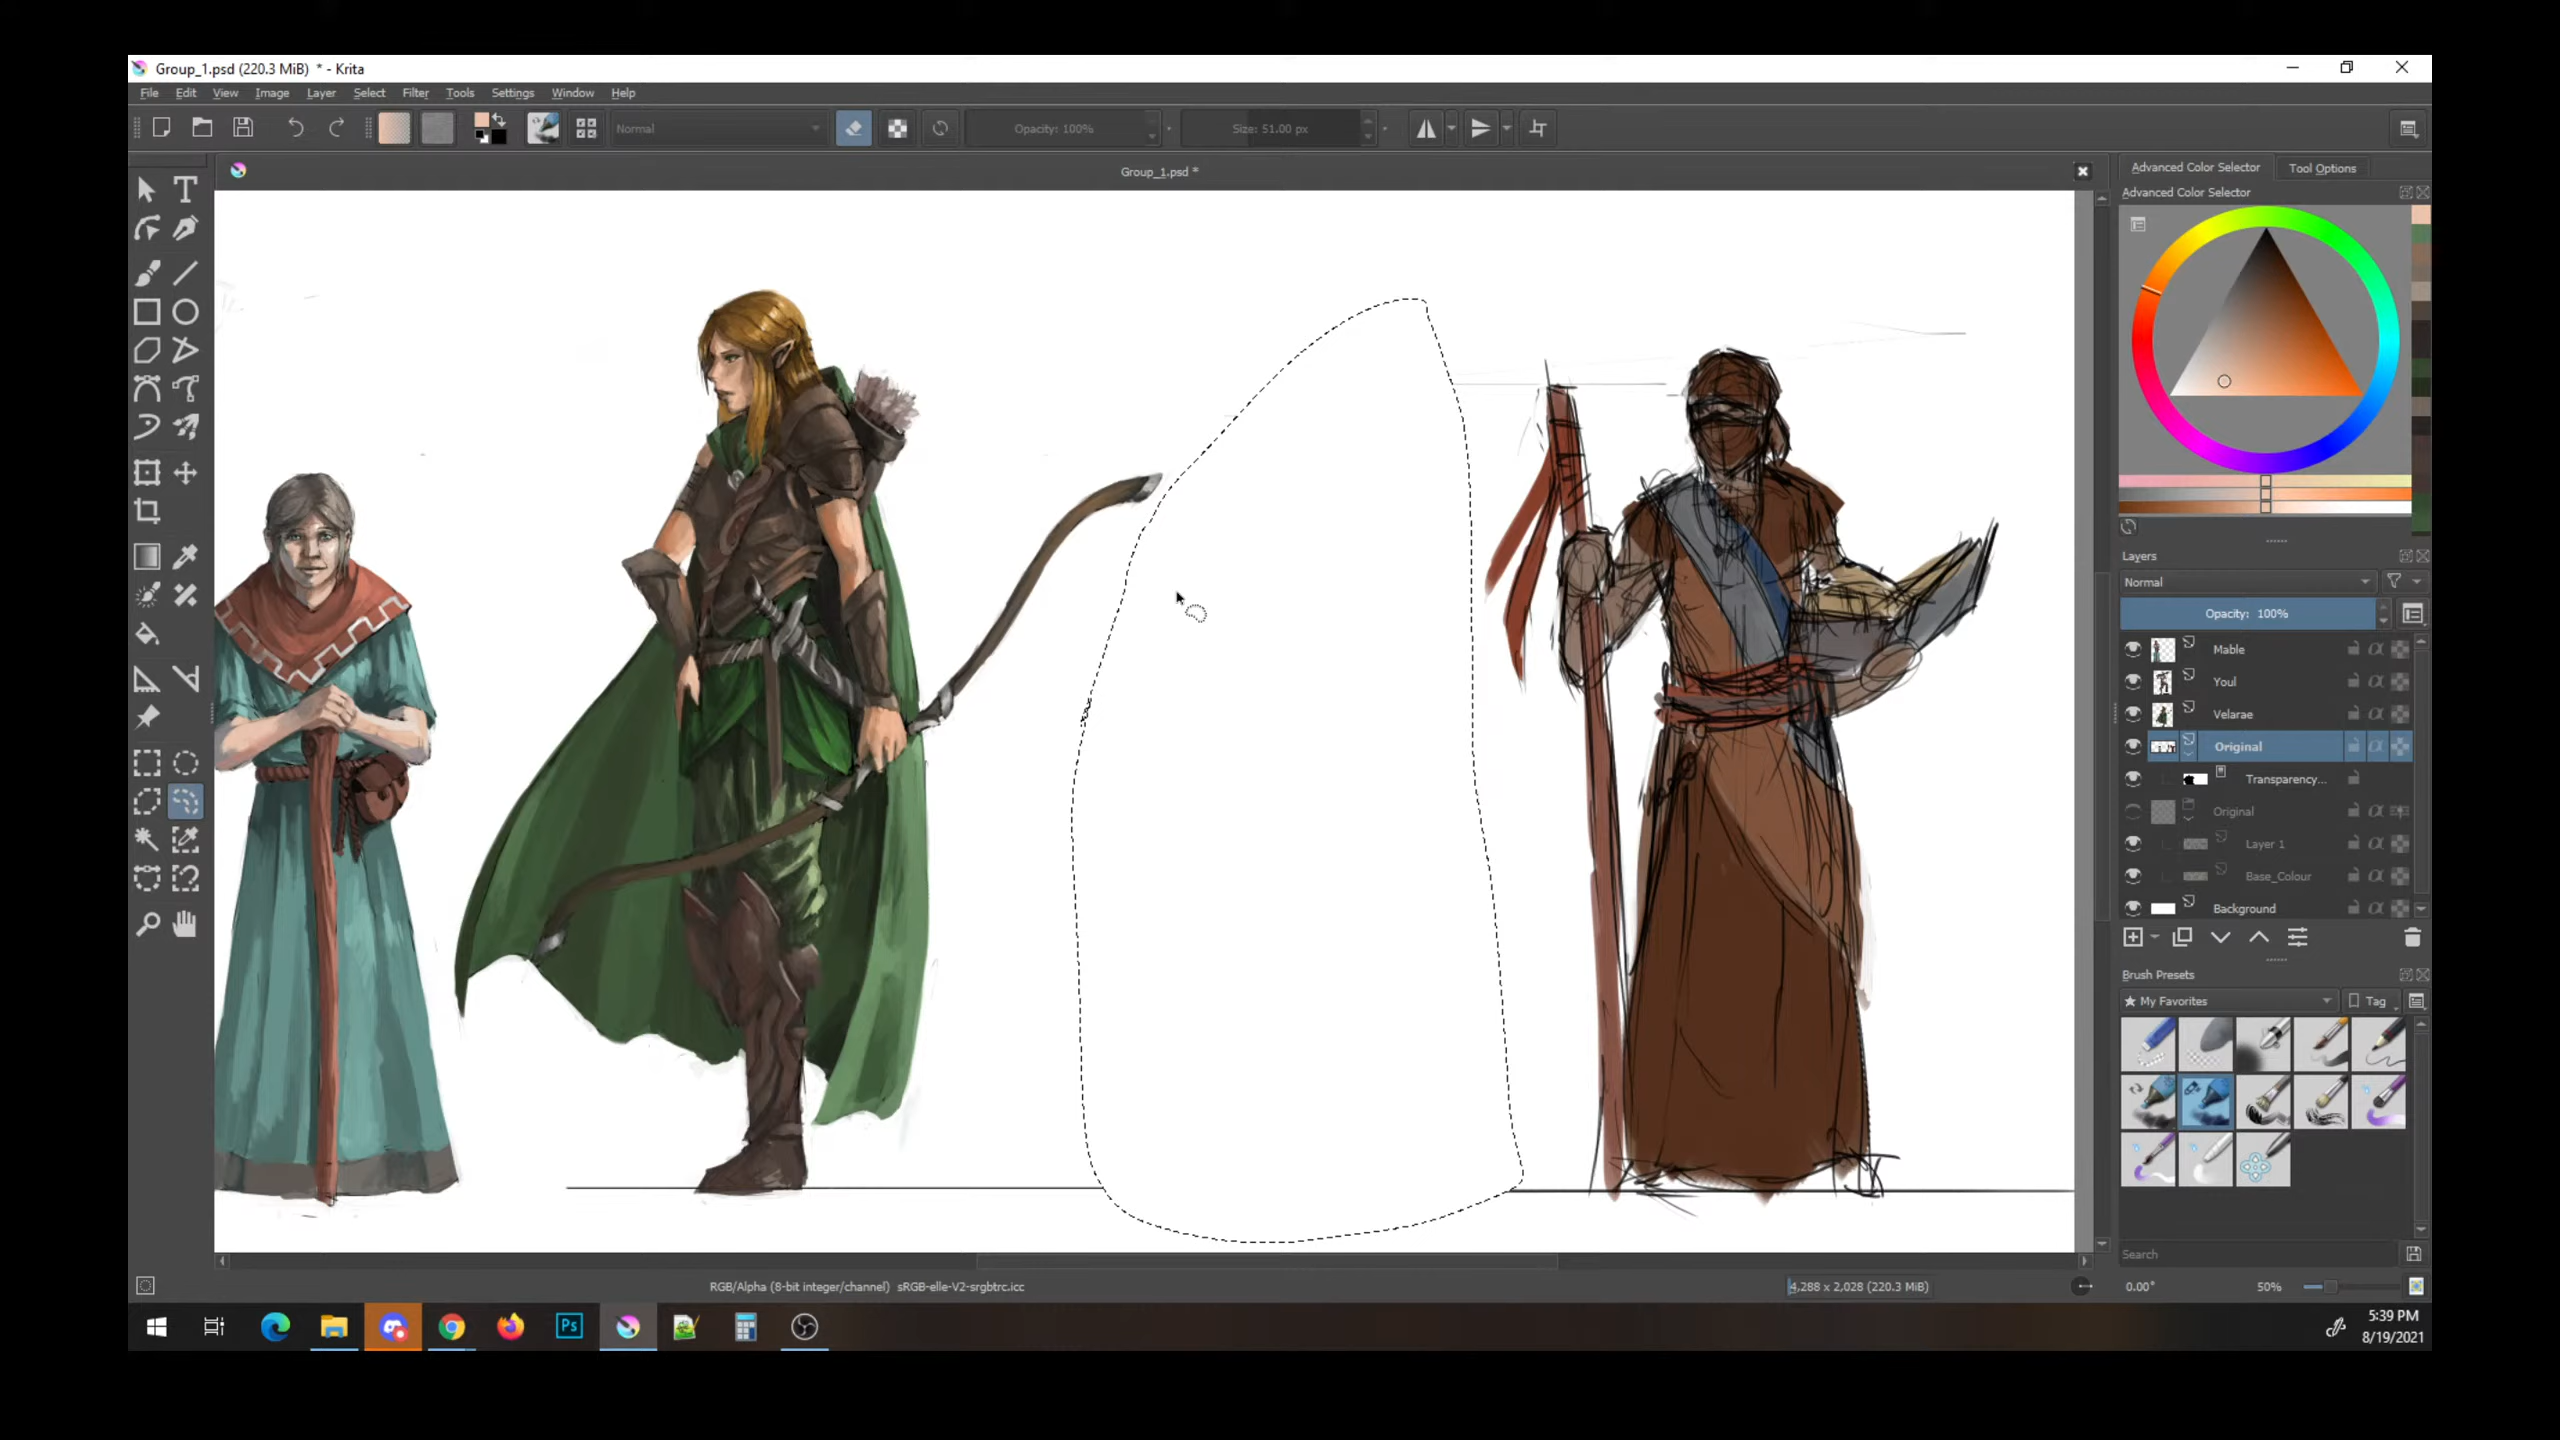 Group_1.psd (220.3 MiB) * - Krita
File Edit View Image Layer Select Filter Tools Settings Window Help
Normal
Opacity: 100%
Size: 51.00 px
Group_1.psd *
T
Advanced Color Selector
Tool Options
Advanced Color Selector
Layers
Normal
Opacity: 100%
Mable
Youl
Velarae
Original
Transparency...
Original
Layer 1
Base_Colour
Background
Brush Presets
★ My Favorites
Tag
Search
RGB/Alpha (8-bit integer/channel) sRGB-elle-V2-srgbtrc.icc
4,288 x 2,028 (220.3 MiB)
0.00°
50%
Ps
5:39 PM
8/19/2021